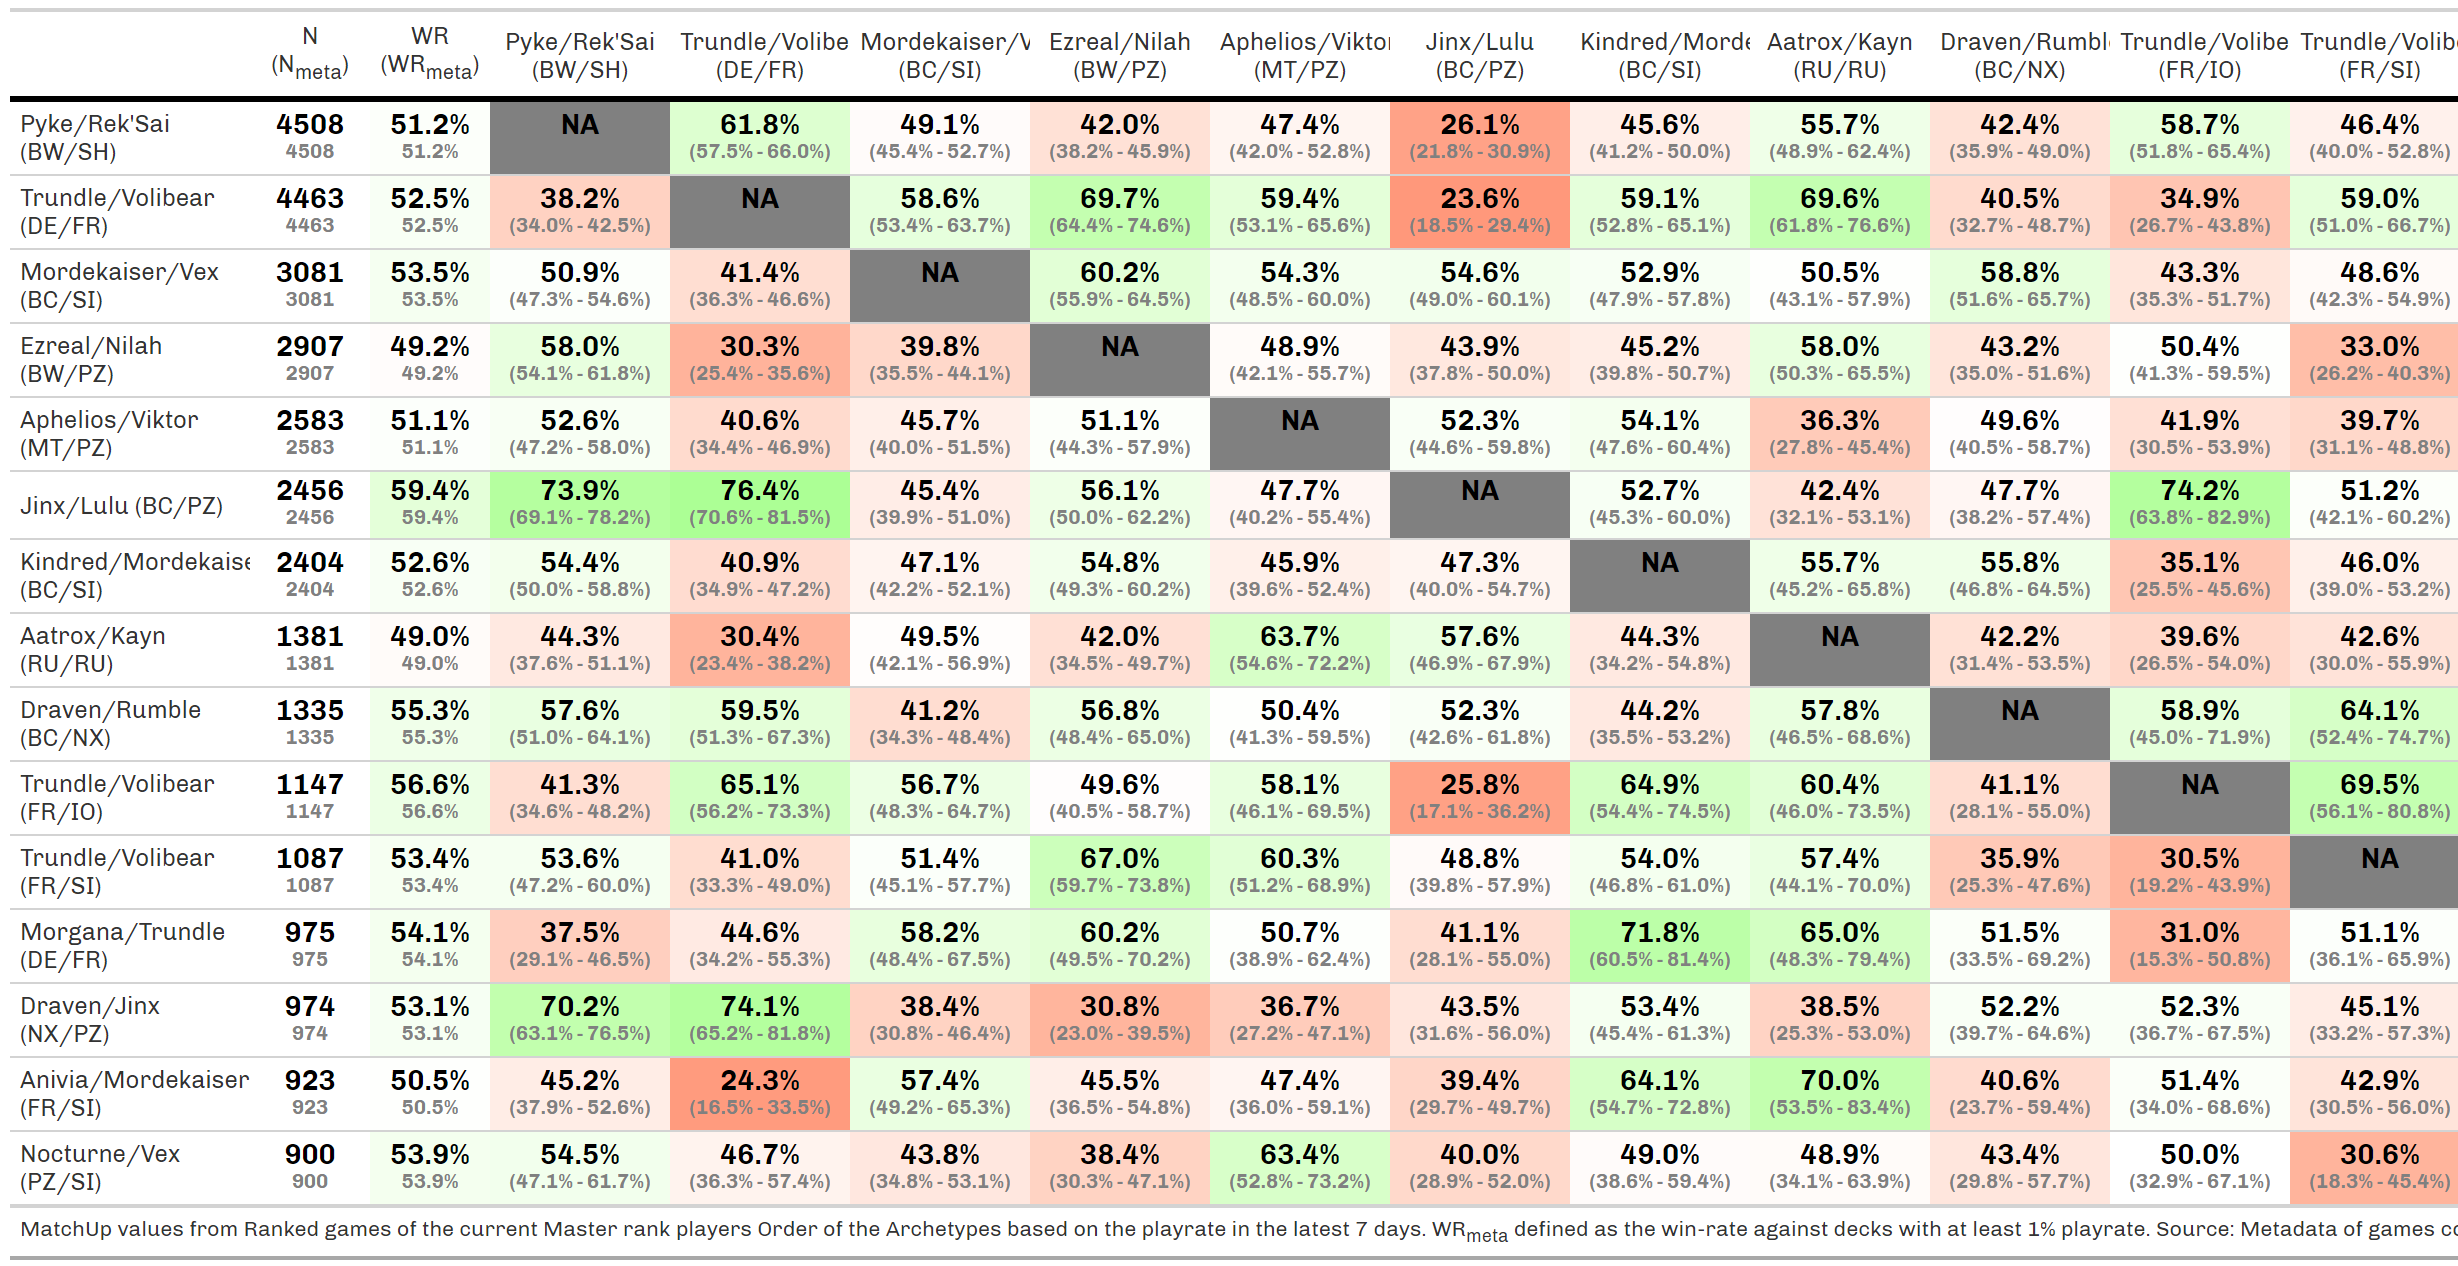 N WR Pyke/Rek'Sai Trundle/Volibe Mordekaiser/V Ezreal/Nilah Aphelios/Viktor Jinx/Lulu Kindred/Morde Aatrox/Kayn Draven/Rumbl Trundle/Volibe Trundle/Volib
(Nmeta) (WRmeta) (BW/SH) (DE/FR) (BC/SI) (BW/PZ) (MT/PZ) (BC/PZ) (BC/SI) (RU/RU) (BC/NX) (FR/IO) (FR/SI)
Pyke/Rek'Sai 4508 51.2% NA 61.8% 49.1% 42.0% 47.4% 26.1% 45.6% 55.7% 42.4% 58.7% 46.4%
(BW/SH) 4508 51.2% (57.5% - 66.0%) (45.4% - 52.7%) (38.2% - 45.9%) (42.0% - 52.8%) (21.8% - 30.9%) (41.2% - 50.0%) (48.9% - 62.4%) (35.9% - 49.0%) (51.8% - 65.4%) (40.0% - 52.8%)
Trundle/Volibear 4463 52.5% 38.2% NA 58.6% 69.7% 59.4% 23.6% 59.1% 69.6% 40.5% 34.9% 59.0%
(DE/FR) 4463 52.5% (34.0% - 42.5%) (53.4% - 63.7%) (64.4% - 74.6%) (53.1% - 65.6%) (18.5% - 29.4%) (52.8% - 65.1%) (61.8% - 76.6%) (32.7% - 48.7%) (26.7% - 43.8%) (51.0% - 66.7%)
Mordekaiser/Vex 3081 53.5% 50.9% 41.4% NA 60.2% 54.3% 54.6% 52.9% 50.5% 58.8% 43.3% 48.6%
(BC/SI) 3081 53.5% (47.3% - 54.6%) (36.3% - 46.6%) (55.9% - 64.5%) (48.5% - 60.0%) (49.0% - 60.1%) (47.9% - 57.8%) (43.1% - 57.9%) (51.6% - 65.7%) (35.3% - 51.7%) (42.3% - 54.9%)
Ezreal/Nilah 2907 49.2% 58.0% 30.3% 39.8% NA 48.9% 43.9% 45.2% 58.0% 43.2% 50.4% 33.0%
(BW/PZ) 2907 49.2% (54.1% - 61.8%) (25.4% - 35.6%) (35.5% - 44.1%) (42.1% - 55.7%) (37.8% - 50.0%) (39.8% - 50.7%) (50.3% - 65.5%) (35.0% - 51.6%) (41.3% - 59.5%) (26.2% - 40.3%)
Aphelios/Viktor 2583 51.1% 52.6% 40.6% 45.7% 51.1% NA 52.3% 54.1% 36.3% 49.6% 41.9% 39.7%
(MT/PZ) 2583 51.1% (47.2% - 58.0%) (34.4% - 46.9%) (40.0% - 51.5%) (44.3% - 57.9%) (44.6% - 59.8%) (47.6% - 60.4%) (27.8% - 45.4%) (40.5% - 58.7%) (30.5% - 53.9%) (31.1% - 48.8%)
Jinx/Lulu (BC/PZ) 2456 59.4% 73.9% 76.4% 45.4% 56.1% 47.7% NA 52.7% 42.4% 47.7% 74.2% 51.2%
2456 59.4% (69.1% - 78.2%) (70.6% - 81.5%) (39.9% - 51.0%) (50.0% - 62.2%) (40.2% - 55.4%) (45.3% - 60.0%) (32.1% - 53.1%) (38.2% - 57.4%) (63.8% - 82.9%) (42.1% - 60.2%)
Kindred/Mordekaise 2404 52.6% 54.4% 40.9% 47.1% 54.8% 45.9% 47.3% NA 55.7% 55.8% 35.1% 46.0%
(BC/SI) 2404 52.6% (50.0% - 58.8%) (34.9% - 47.2%) (42.2% - 52.1%) (49.3% - 60.2%) (39.6% - 52.4%) (40.0% - 54.7%) (45.2% - 65.8%) (46.8% - 64.5%) (25.5% - 45.6%) (39.0% - 53.2%)
Aatrox/Kayn 1381 49.0% 44.3% 30.4% 49.5% 42.0% 63.7% 57.6% 44.3% NA 42.2% 39.6% 42.6%
(RU/RU) 1381 49.0% (37.6% - 51.1%) (23.4% - 38.2%) (42.1% - 56.9%) (34.5% - 49.7%) (54.6% - 72.2%) (46.9% - 67.9%) (34.2% - 54.8%) (31.4% - 53.5%) (26.5% - 54.0%) (30.0% - 55.9%)
Draven/Rumble 1335 55.3% 57.6% 59.5% 41.2% 56.8% 50.4% 52.3% 44.2% 57.8% NA 58.9% 64.1%
(BC/NX) 1335 55.3% (51.0% - 64.1%) (51.3% - 67.3%) (34.3% - 48.4%) (48.4% - 65.0%) (41.3% - 59.5%) (42.6% - 61.8%) (35.5% - 53.2%) (46.5% - 68.6%) (45.0% - 71.9%) (52.4% - 74.7%)
Trundle/Volibear 1147 56.6% 41.3% 65.1% 56.7% 49.6% 58.1% 25.8% 64.9% 60.4% 41.1% NA 69.5%
(FR/IO) 1147 56.6% (34.6% - 48.2%) (56.2% - 73.3%) (48.3% - 64.7%) (40.5% - 58.7%) (46.1% - 69.5%) (17.1% - 36.2%) (54.4% - 74.5%) (46.0% - 73.5%) (28.1% - 55.0%) (56.1% - 80.8%)
Trundle/Volibear 1087 53.4% 53.6% 41.0% 51.4% 67.0% 60.3% 48.8% 54.0% 57.4% 35.9% 30.5% NA
(FR/SI) 1087 53.4% (47.2% - 60.0%) (33.3% - 49.0%) (45.1% - 57.7%) (59.7% - 73.8%) (51.2% - 68.9%) (39.8% - 57.9%) (46.8% - 61.0%) (44.1% - 70.0%) (25.3% - 47.6%) (19.2% - 43.9%)
Morgana/Trundle 975 54.1% 37.5% 44.6% 58.2% 60.2% 50.7% 41.1% 71.8% 65.0% 51.5% 31.0% 51.1%
(DE/FR) 975 54.1% (29.1% - 46.5%) (34.2% - 55.3%) (48.4% - 67.5%) (49.5% - 70.2%) (38.9% - 62.4%) (28.1% - 55.0%) (60.5% - 81.4%) (48.3% - 79.4%) (33.5% - 69.2%) (15.3% - 50.8%) (36.1% - 65.9%)
Draven/Jinx 974 53.1% 70.2% 74.1% 38.4% 30.8% 36.7% 43.5% 53.4% 38.5% 52.2% 52.3% 45.1%
(NX/PZ) 974 53.1% (63.1% - 76.5%) (65.2% - 81.8%) (30.8% - 46.4%) (23.0% - 39.5%) (27.2% - 47.1%) (31.6% - 56.0%) (45.4% - 61.3%) (25.3% - 53.0%) (39.7% - 64.6%) (36.7% - 67.5%) (33.2% - 57.3%)
Anivia/Mordekaiser 923 50.5% 45.2% 24.3% 57.4% 45.5% 47.4% 39.4% 64.1% 70.0% 40.6% 51.4% 42.9%
(FR/SI) 923 50.5% (37.9% - 52.6%) (16.5% - 33.5%) (49.2% - 65.3%) (36.5% - 54.8%) (36.0% - 59.1%) (29.7% - 49.7%) (54.7% - 72.8%) (53.5% - 83.4%) (23.7% - 59.4%) (34.0% - 68.6%) (30.5% - 56.0%)
Nocturne/Vex 900 53.9% 54.5% 46.7% 43.8% 38.4% 63.4% 40.0% 49.0% 48.9% 43.4% 50.0% 30.6%
(PZ/SI) 900 53.9% (47.1% - 61.7%) (36.3% - 57.4%) (34.8% - 53.1%) (30.3% - 47.1%) (52.8% - 73.2%) (28.9% - 52.0%) (38.6% - 59.4%) (34.1% - 63.9%) (29.8% - 57.7%) (32.9% - 67.1%) (18.3% - 45.4%)
MatchUp values from Ranked games of the current Master rank players Order of the Archetypes based on the playrate in the latest 7 days. WRmeta defined as the win-rate against decks with at least 1% playrate. Source: Metadata of games co